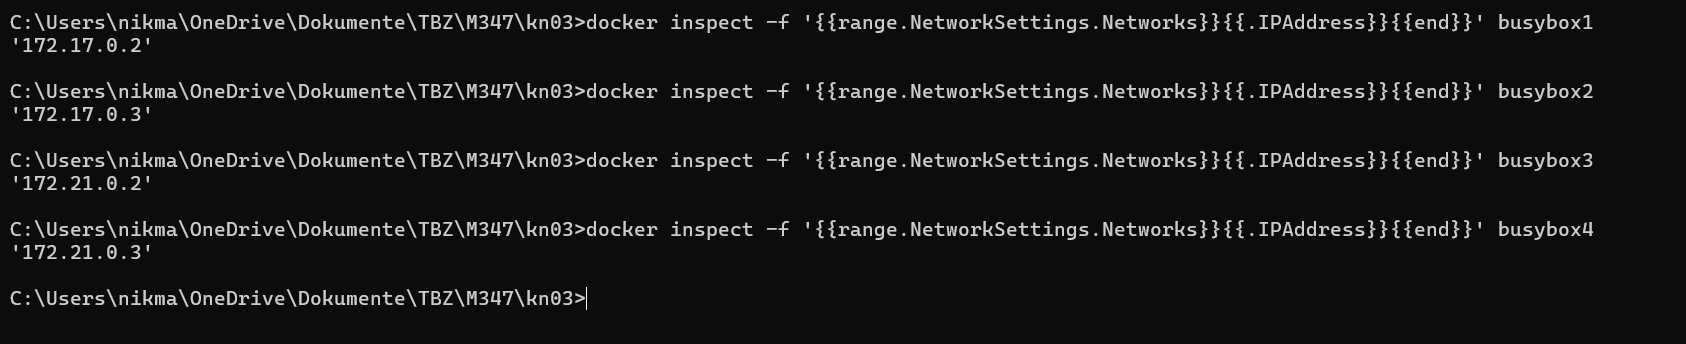 C:\Users\nikma\OneDrive\Dokumente\TBZ\M347\kn03>docker inspect -f '{{range.NetworkSettings.Networks}}{{.IPAddress}}{{end}}' busybox1
'172.17.0.2'
C:\Users\nikma\OneDrive\Dokumente\TBZ\M347\kn03>docker inspect -f '{{range.NetworkSettings.Networks}}{{.IPAddress}}{{end}}' busybox2
'172.17.0.3'
C:\Users\nikma\OneDrive\Dokumente\TBZ\M347\kn03>docker inspect -f '{{range.NetworkSettings.Networks}}{{.IPAddress}}{{end}}' busybox3
'172.21.0.2'
C:\Users\nikma\OneDrive\Dokumente\TBZ\M347\kn03>docker inspect -f '{{range.NetworkSettings.Networks}}{{.IPAddress}}{{end}}' busybox4
'172.21.0.3'
C:\Users\nikma\OneDrive\Dokumente\TBZ\M347\kn03>